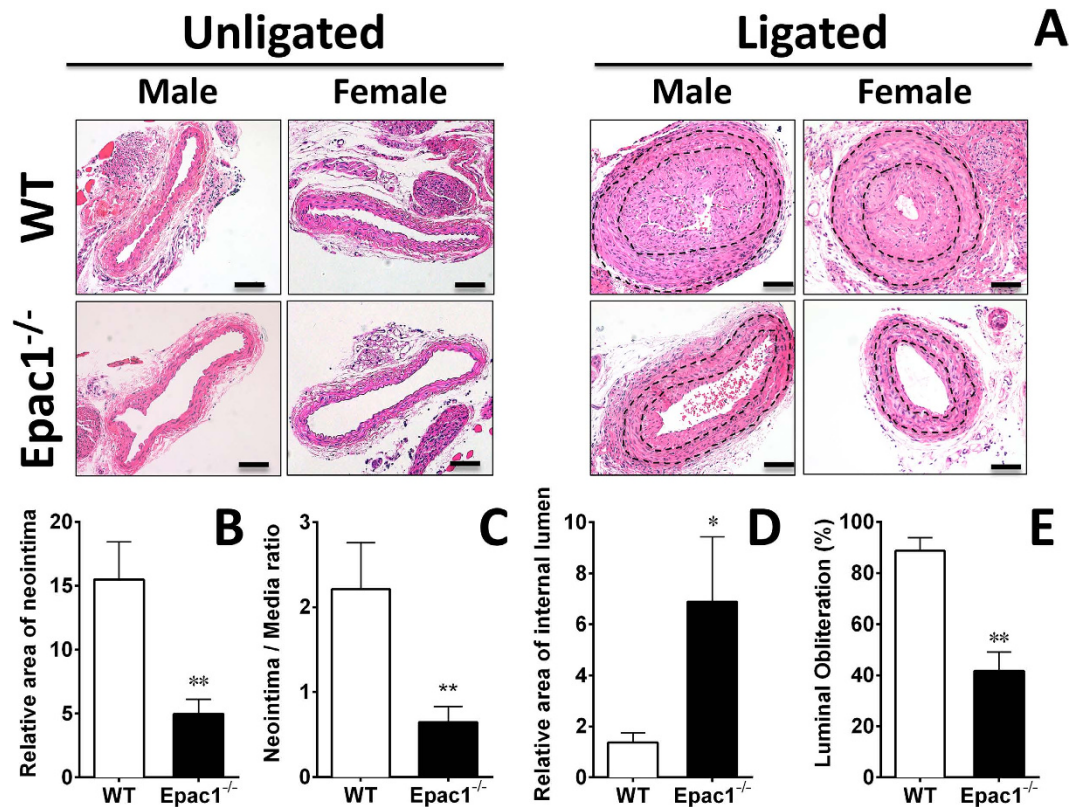 Unligated
Ligated
A
Male
Female
Male
Female
WT
Epac1-/-
B
Relative area of neointima
20
15
10
5
0
**
WT
Epac1-/-
C
Neointima / Media ratio
3
2
1
0
**
WT
Epac1-/-
D
Relative area of internal lumen
10
8
6
4
2
0
*
WT
Epac1-/-
E
Luminal Obliteration (%)
100
80
60
40
20
0
**
WT
Epac1-/-